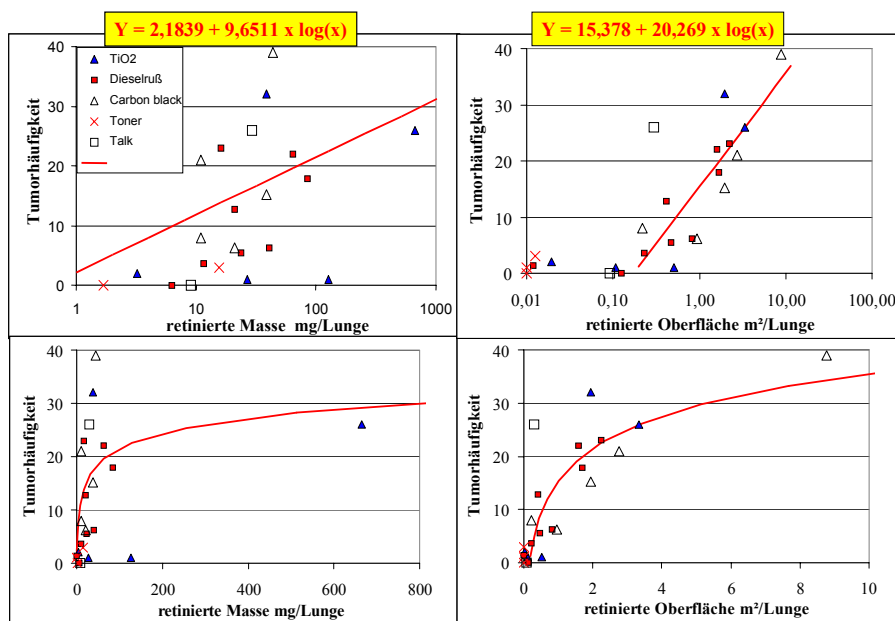 Y = 2,1839 + 9,6511 x log(x)
Y = 15,378 + 20,269 x log(x)
Tumorhäufigkeit
40
30
20
10
0
TiO2
Dieselruß
Carbon black
Toner
Talk
1
10
100
1000
retinierte Masse mg/Lunge
Tumorhäufigkeit
40
30
20
10
0
0,01
0,10
1,00
10,00
100,00
retinierte Oberfläche m²/Lunge
Tumorhäufigkeit
40
30
20
10
0
0
200
400
600
800
retinierte Masse mg/Lunge
Tumorhäufigkeit
40
30
20
10
0
0
2
4
6
8
10
retinierte Oberfläche m²/Lunge